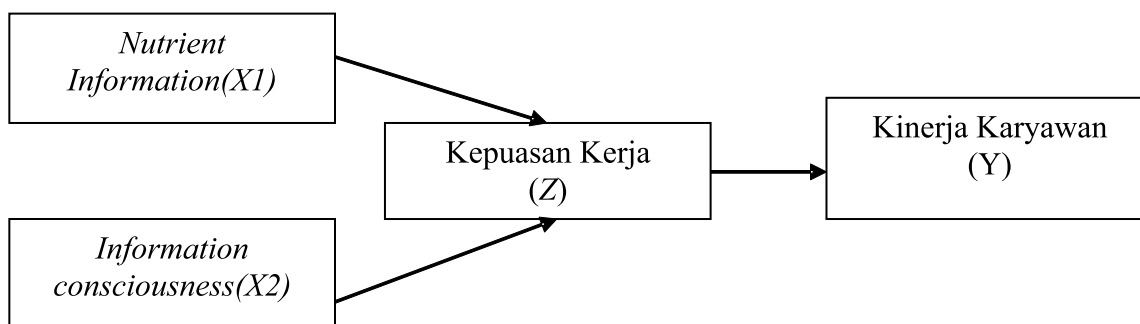 Nutrient
Information(X1)
Kepuasan Kerja
(Z)
Kinerja Karyawan
(Y)
Information
consciousness(X2)